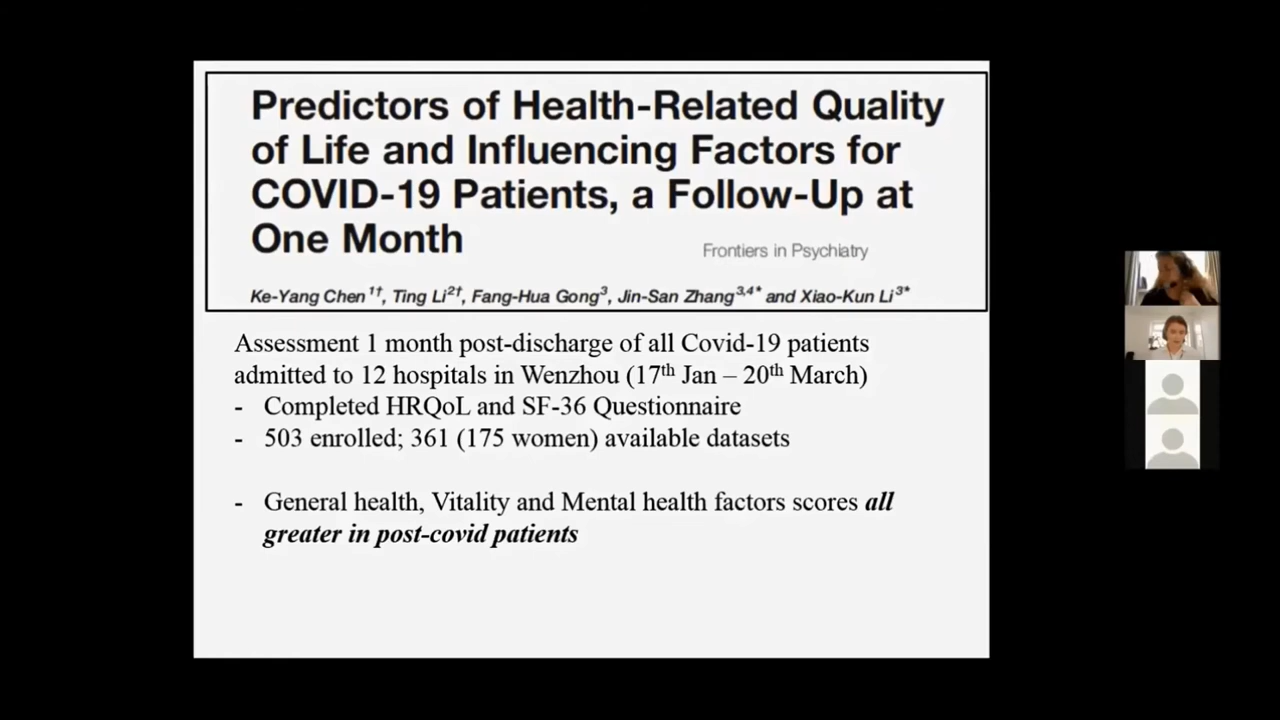 Predictors of Health-Related Quality
of Life and Influencing Factors for
COVID-19 Patients, a Follow-Up at
One Month
Frontiers in Psychiatry
Ke-Yang Chen 1†, Ting Li2†, Fang-Hua Gong3, Jin-San Zhang3,4* and Xiao-Kun Li3*
Assessment 1 month post-discharge of all Covid-19 patients
admitted to 12 hospitals in Wenzhou (17th Jan – 20th March)
- Completed HRQoL and SF-36 Questionnaire
- 503 enrolled; 361 (175 women) available datasets
- General health, Vitality and Mental health factors scores all
greater in post-covid patients